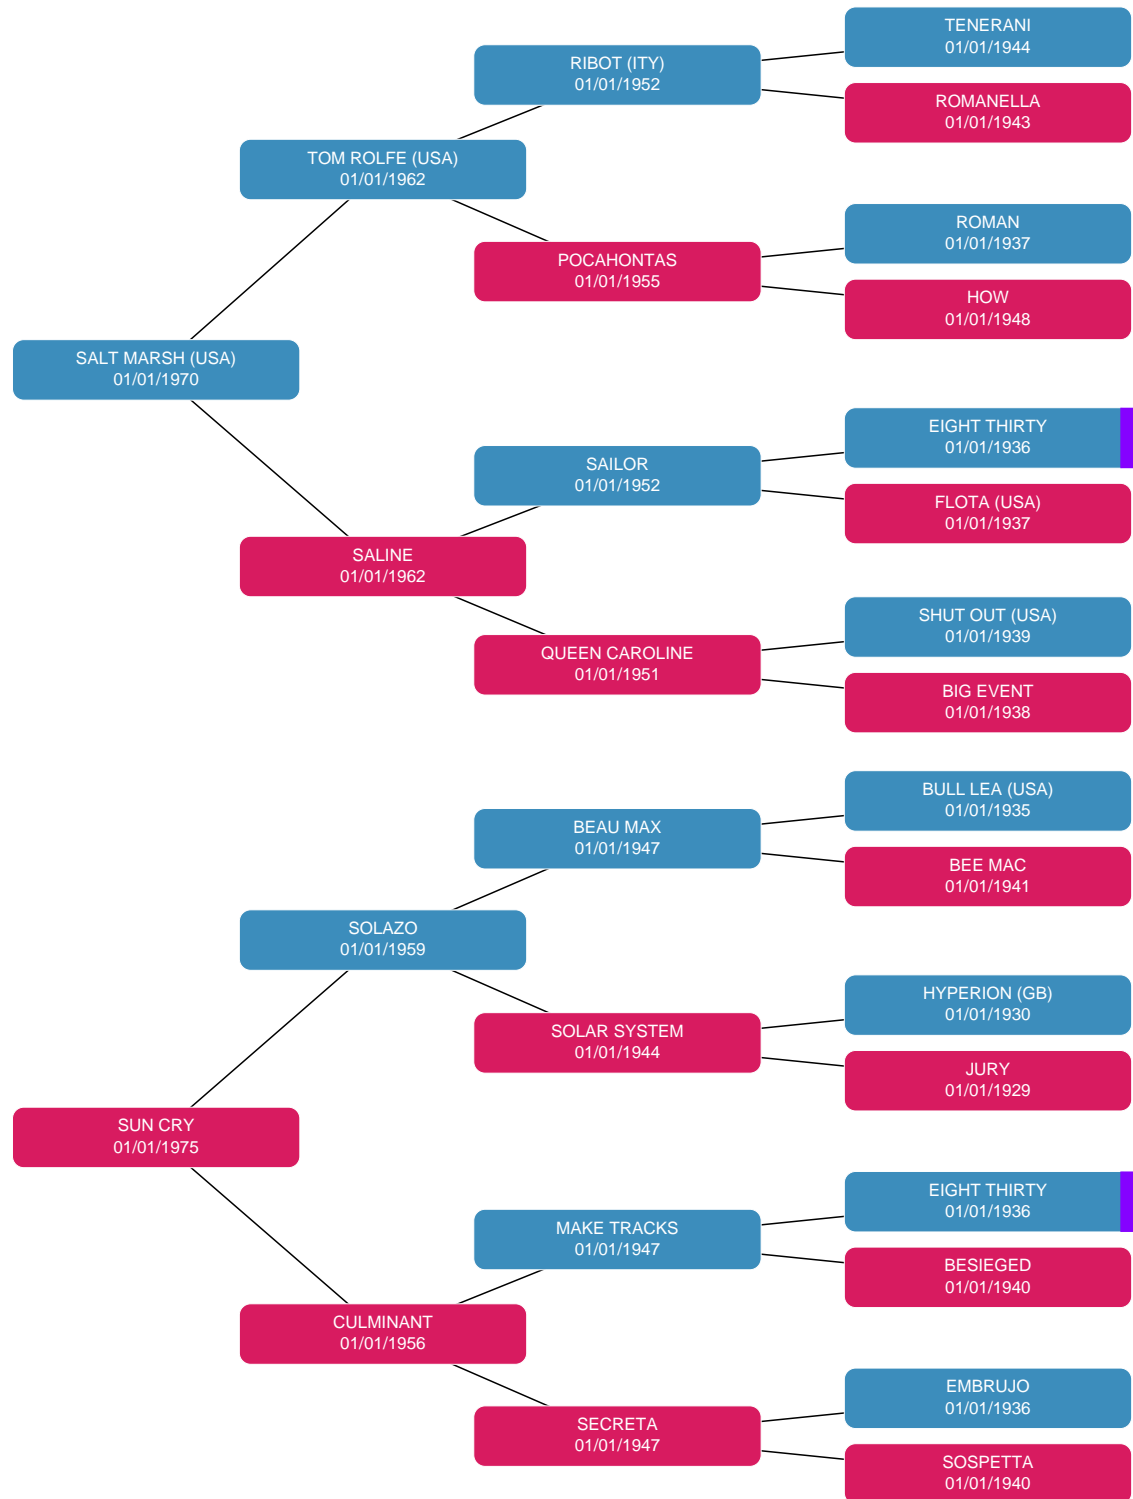 TENERANI
01/01/1944
RIBOT (ITY)
01/01/1952
ROMANELLA
01/01/1943
TOM ROLFE (USA)
01/01/1962
ROMAN
01/01/1937
POCAHONTAS
01/01/1955
HOW
01/01/1948
SALT MARSH (USA)
01/01/1970
EIGHT THIRTY
01/01/1936
SAILOR
01/01/1952
FLOTA (USA)
01/01/1937
SALINE
01/01/1962
SHUT OUT (USA)
01/01/1939
QUEEN CAROLINE
01/01/1951
BIG EVENT
01/01/1938
BULL LEA (USA)
01/01/1935
BEAU MAX
01/01/1947
BEE MAC
01/01/1941
SOLAZO
01/01/1959
HYPERION (GB)
01/01/1930
SOLAR SYSTEM
01/01/1944
JURY
01/01/1929
SUN CRY
01/01/1975
EIGHT THIRTY
01/01/1936
MAKE TRACKS
01/01/1947
BESIEGED
01/01/1940
CULMINANT
01/01/1956
EMBRUJO
01/01/1936
SECRETA
01/01/1947
SOSPETTA
01/01/1940